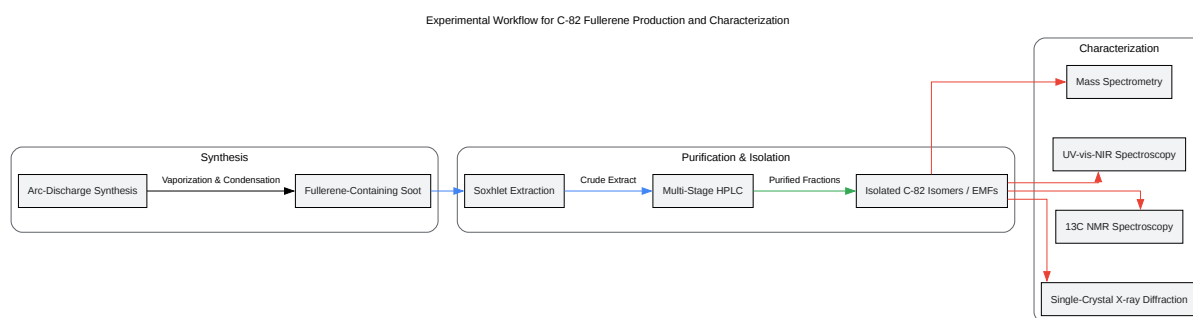 Experimental Workflow for C-82 Fullerene Production and Characterization
Synthesis
Arc-Discharge Synthesis
Vaporization & Condensation
Fullerene-Containing Soot
Purification & Isolation
Soxhlet Extraction
Crude Extract
Multi-Stage HPLC
Purified Fractions
Isolated C-82 Isomers / EMFs
Characterization
Mass Spectrometry
UV-vis-NIR Spectroscopy
13C NMR Spectroscopy
Single-Crystal X-ray Diffraction